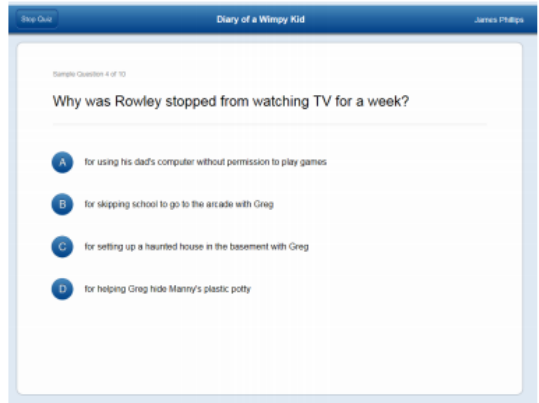 Stop Quiz
Diary of a Wimpy Kid
James Phillips
Sample Question 4 of 10
Why was Rowley stopped from watching TV for a week?
A for using his dad's computer without permission to play games
B for skipping school to go to the arcade with Greg
C for setting up a haunted house in the basement with Greg
D for helping Greg hide Manny's plastic potty